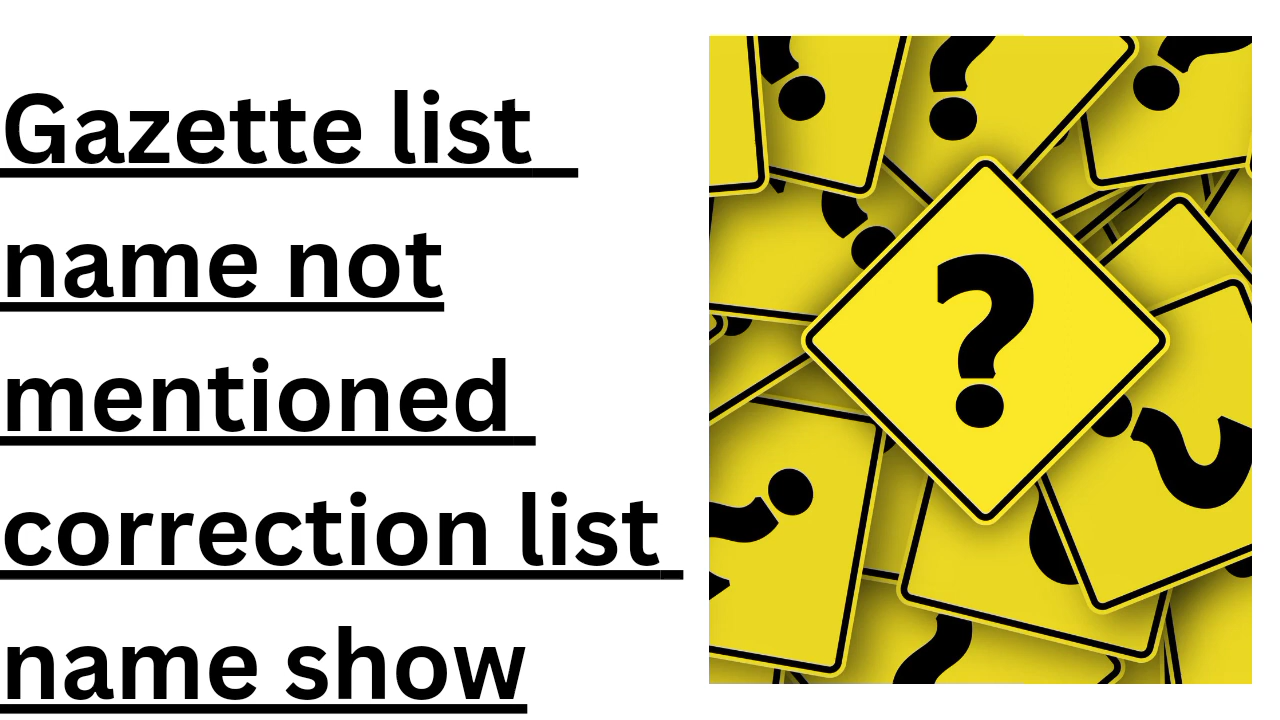 Gazette list
name not
mentioned
correction list
name show
?